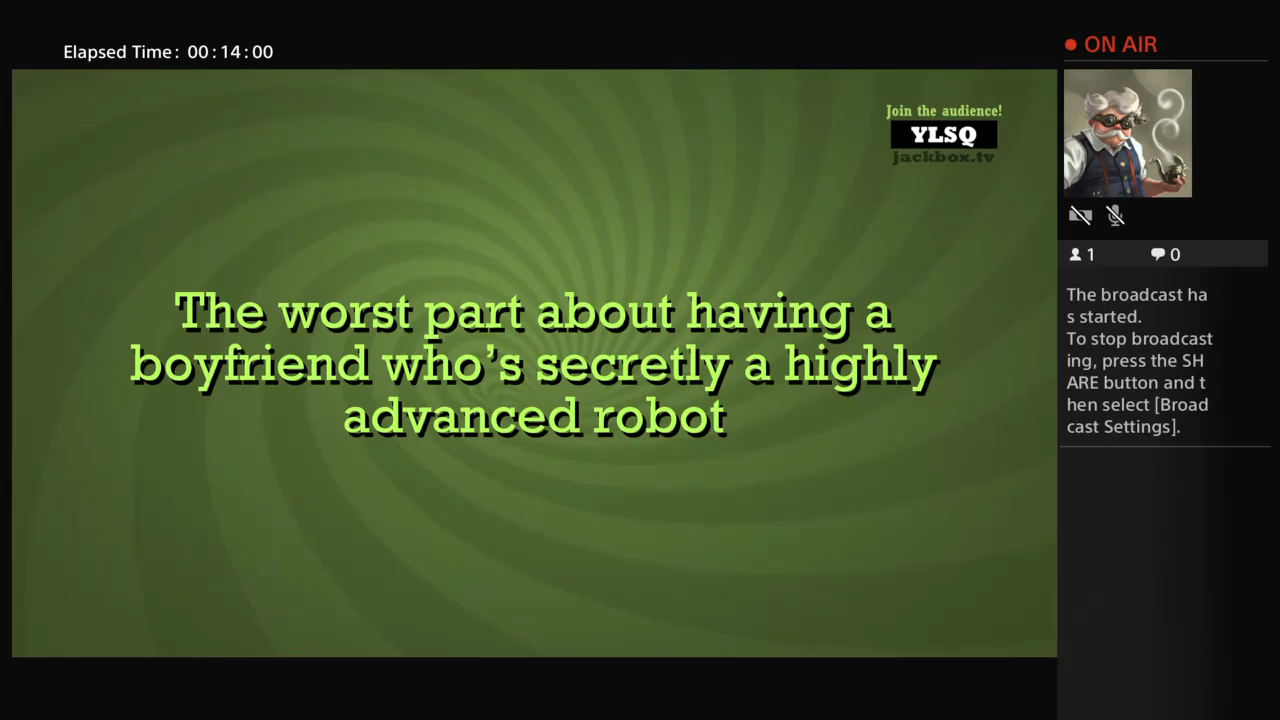 Elapsed Time: 00:14:00
ON AIR
Join the audience!
YLSQ
jackbox.tv
The worst part about having a
boyfriend who's secretly a highly
advanced robot
1 0
The broadcast ha
s started.
To stop broadcast
ing, press the SH
ARE button and t
hen select [Broad
cast Settings].